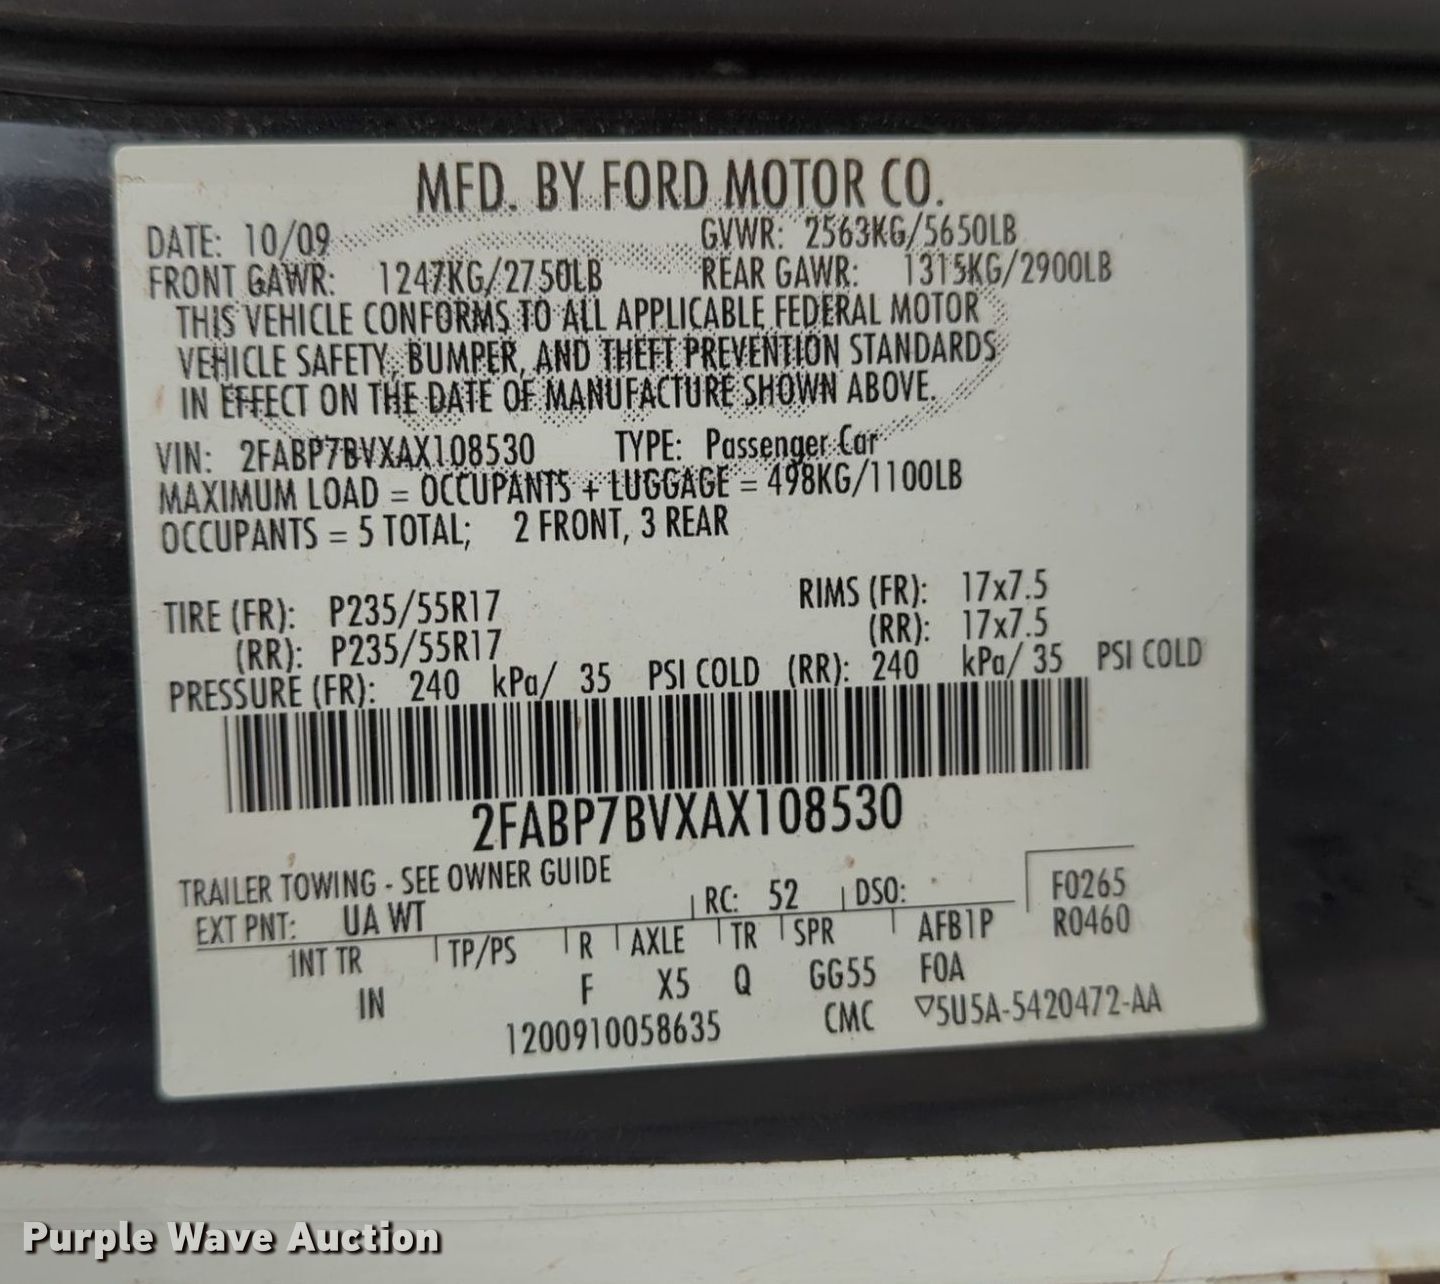 MFD. BY FORD MOTOR CO.
DATE: 10/09 GVWR: 2563KG/5650LB
FRONT GAWR: 1247KG/2750LB REAR GAWR: 1315KG/2900LB
THIS VEHICLE CONFORMS TO ALL APPLICABLE FEDERAL MOTOR
VEHICLE SAFETY, BUMPER, AND THEFT PREVENTION STANDARDS
IN EFFECT ON THE DATE OF MANUFACTURE SHOWN ABOVE.
VIN: 2FABP7BVXAX108530 TYPE: Passenger Car
MAXIMUM LOAD = OCCUPANTS + LUGGAGE = 498KG/1100LB
OCCUPANTS = 5 TOTAL; 2 FRONT, 3 REAR
TIRE (FR): P235/55R17 RIMS (FR): 17x7.5
(RR): P235/55R17 (RR): 17x7.5
PRESSURE (FR): 240 kPa/ 35 PSI COLD (RR): 240 kPa/ 35 PSI COLD
2FABP7BVXAX108530
TRAILER TOWING - SEE OWNER GUIDE
EXT PNT: UA WT RC: 52 DSO: F0265
INT TR TP/PS R AXLE TR SPR AFB1P R0460
IN F X5 Q GG55 FOA
1200910058635 CMC ▽5U5A-5420472-AA
Purple Wave Auction